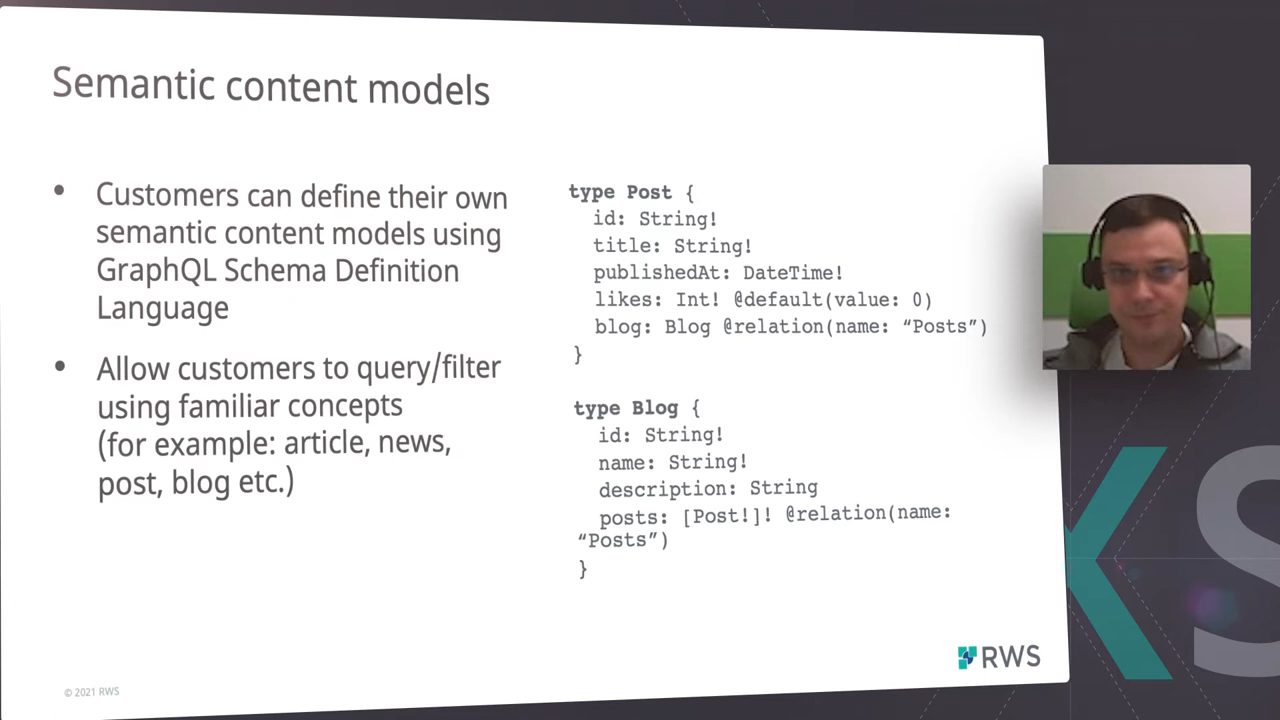 Semantic content models
• Customers can define their own
semantic content models using
GraphQL Schema Definition
Language
• Allow customers to query/filter
using familiar concepts
(for example: article, news,
post, blog etc.)
type Post {
id: String!
title: String!
publishedAt: DateTime!
likes: Int! @default(value: 0)
blog: Blog @relation(name: “Posts”)
}
type Blog {
id: String!
name: String!
description: String
posts: [Post!]! @relation(name:
“Posts”)
}
RWS
© 2021 RWS
KS